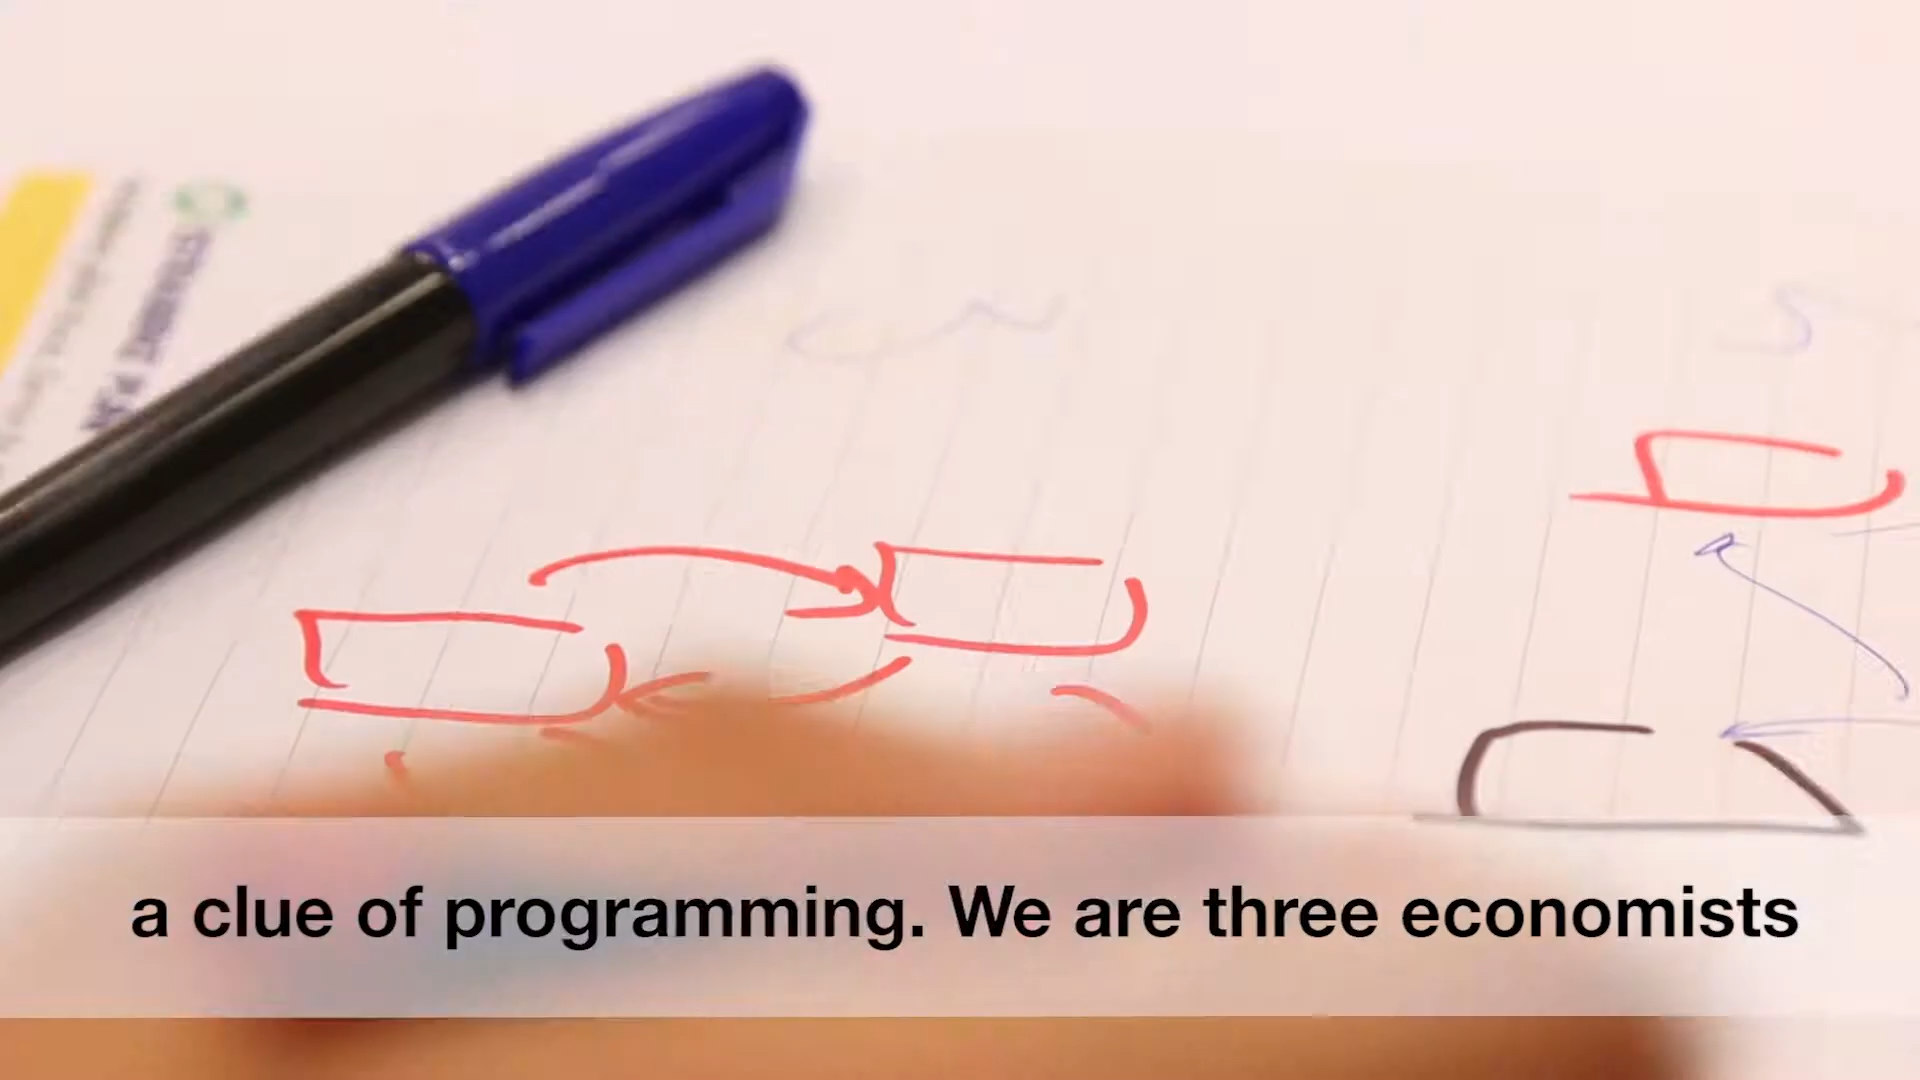 a clue of programming. We are three economists